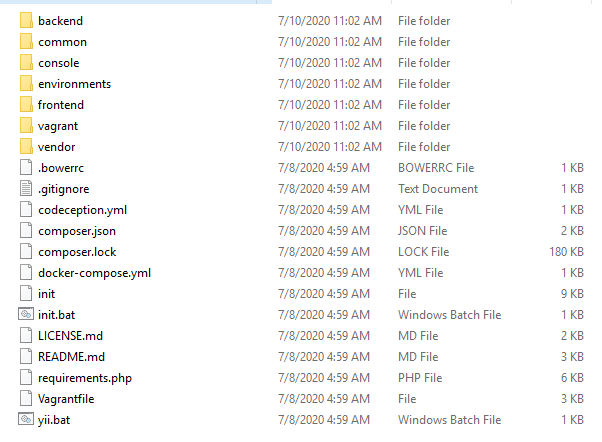 backend 7/10/2020 11:02 AM File folder
common 7/10/2020 11:02 AM File folder
console 7/10/2020 11:02 AM File folder
environments 7/10/2020 11:02 AM File folder
frontend 7/10/2020 11:02 AM File folder
vagrant 7/10/2020 11:02 AM File folder
vendor 7/10/2020 11:02 AM File folder
.bowerrc 7/8/2020 4:59 AM BOWERRC File 1 KB
.gitignore 7/8/2020 4:59 AM Text Document 1 KB
codeception.yml 7/8/2020 4:59 AM YML File 1 KB
composer.json 7/8/2020 4:59 AM JSON File 2 KB
composer.lock 7/8/2020 4:59 AM LOCK File 180 KB
docker-compose.yml 7/8/2020 4:59 AM YML File 1 KB
init 7/8/2020 4:59 AM File 9 KB
init.bat 7/8/2020 4:59 AM Windows Batch File 1 KB
LICENSE.md 7/8/2020 4:59 AM MD File 2 KB
README.md 7/8/2020 4:59 AM MD File 3 KB
requirements.php 7/8/2020 4:59 AM PHP File 6 KB
Vagrantfile 7/8/2020 4:59 AM File 3 KB
yii.bat 7/8/2020 4:59 AM Windows Batch File 1 KB